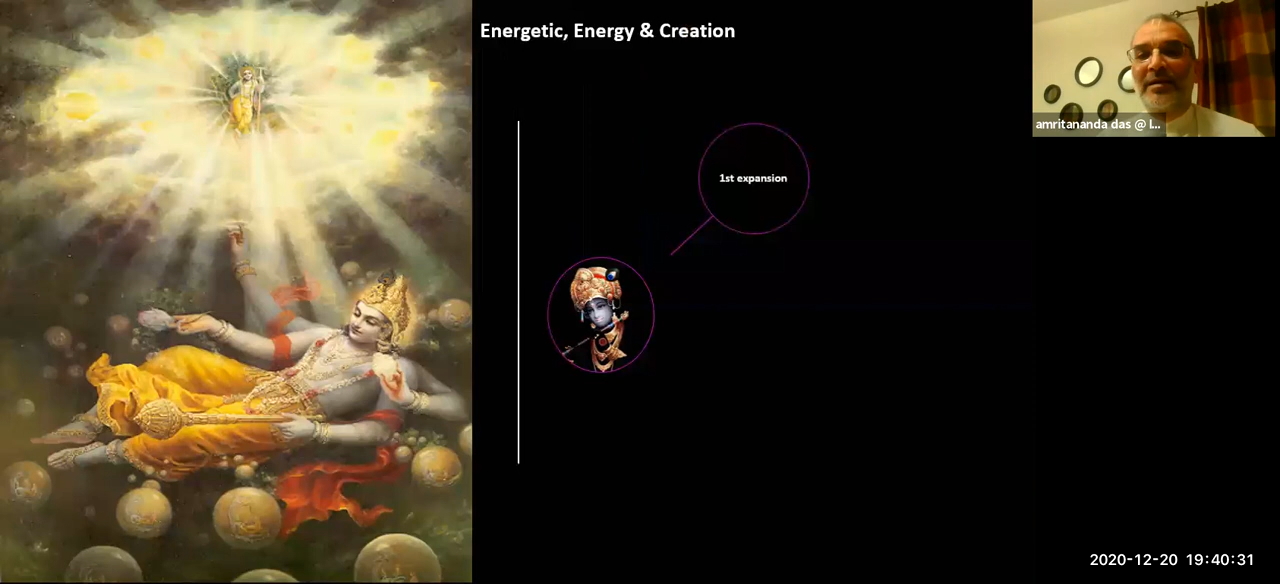 Energetic, Energy & Creation
1st expansion
amritananda das @ l...
2020-12-20 19:40:31